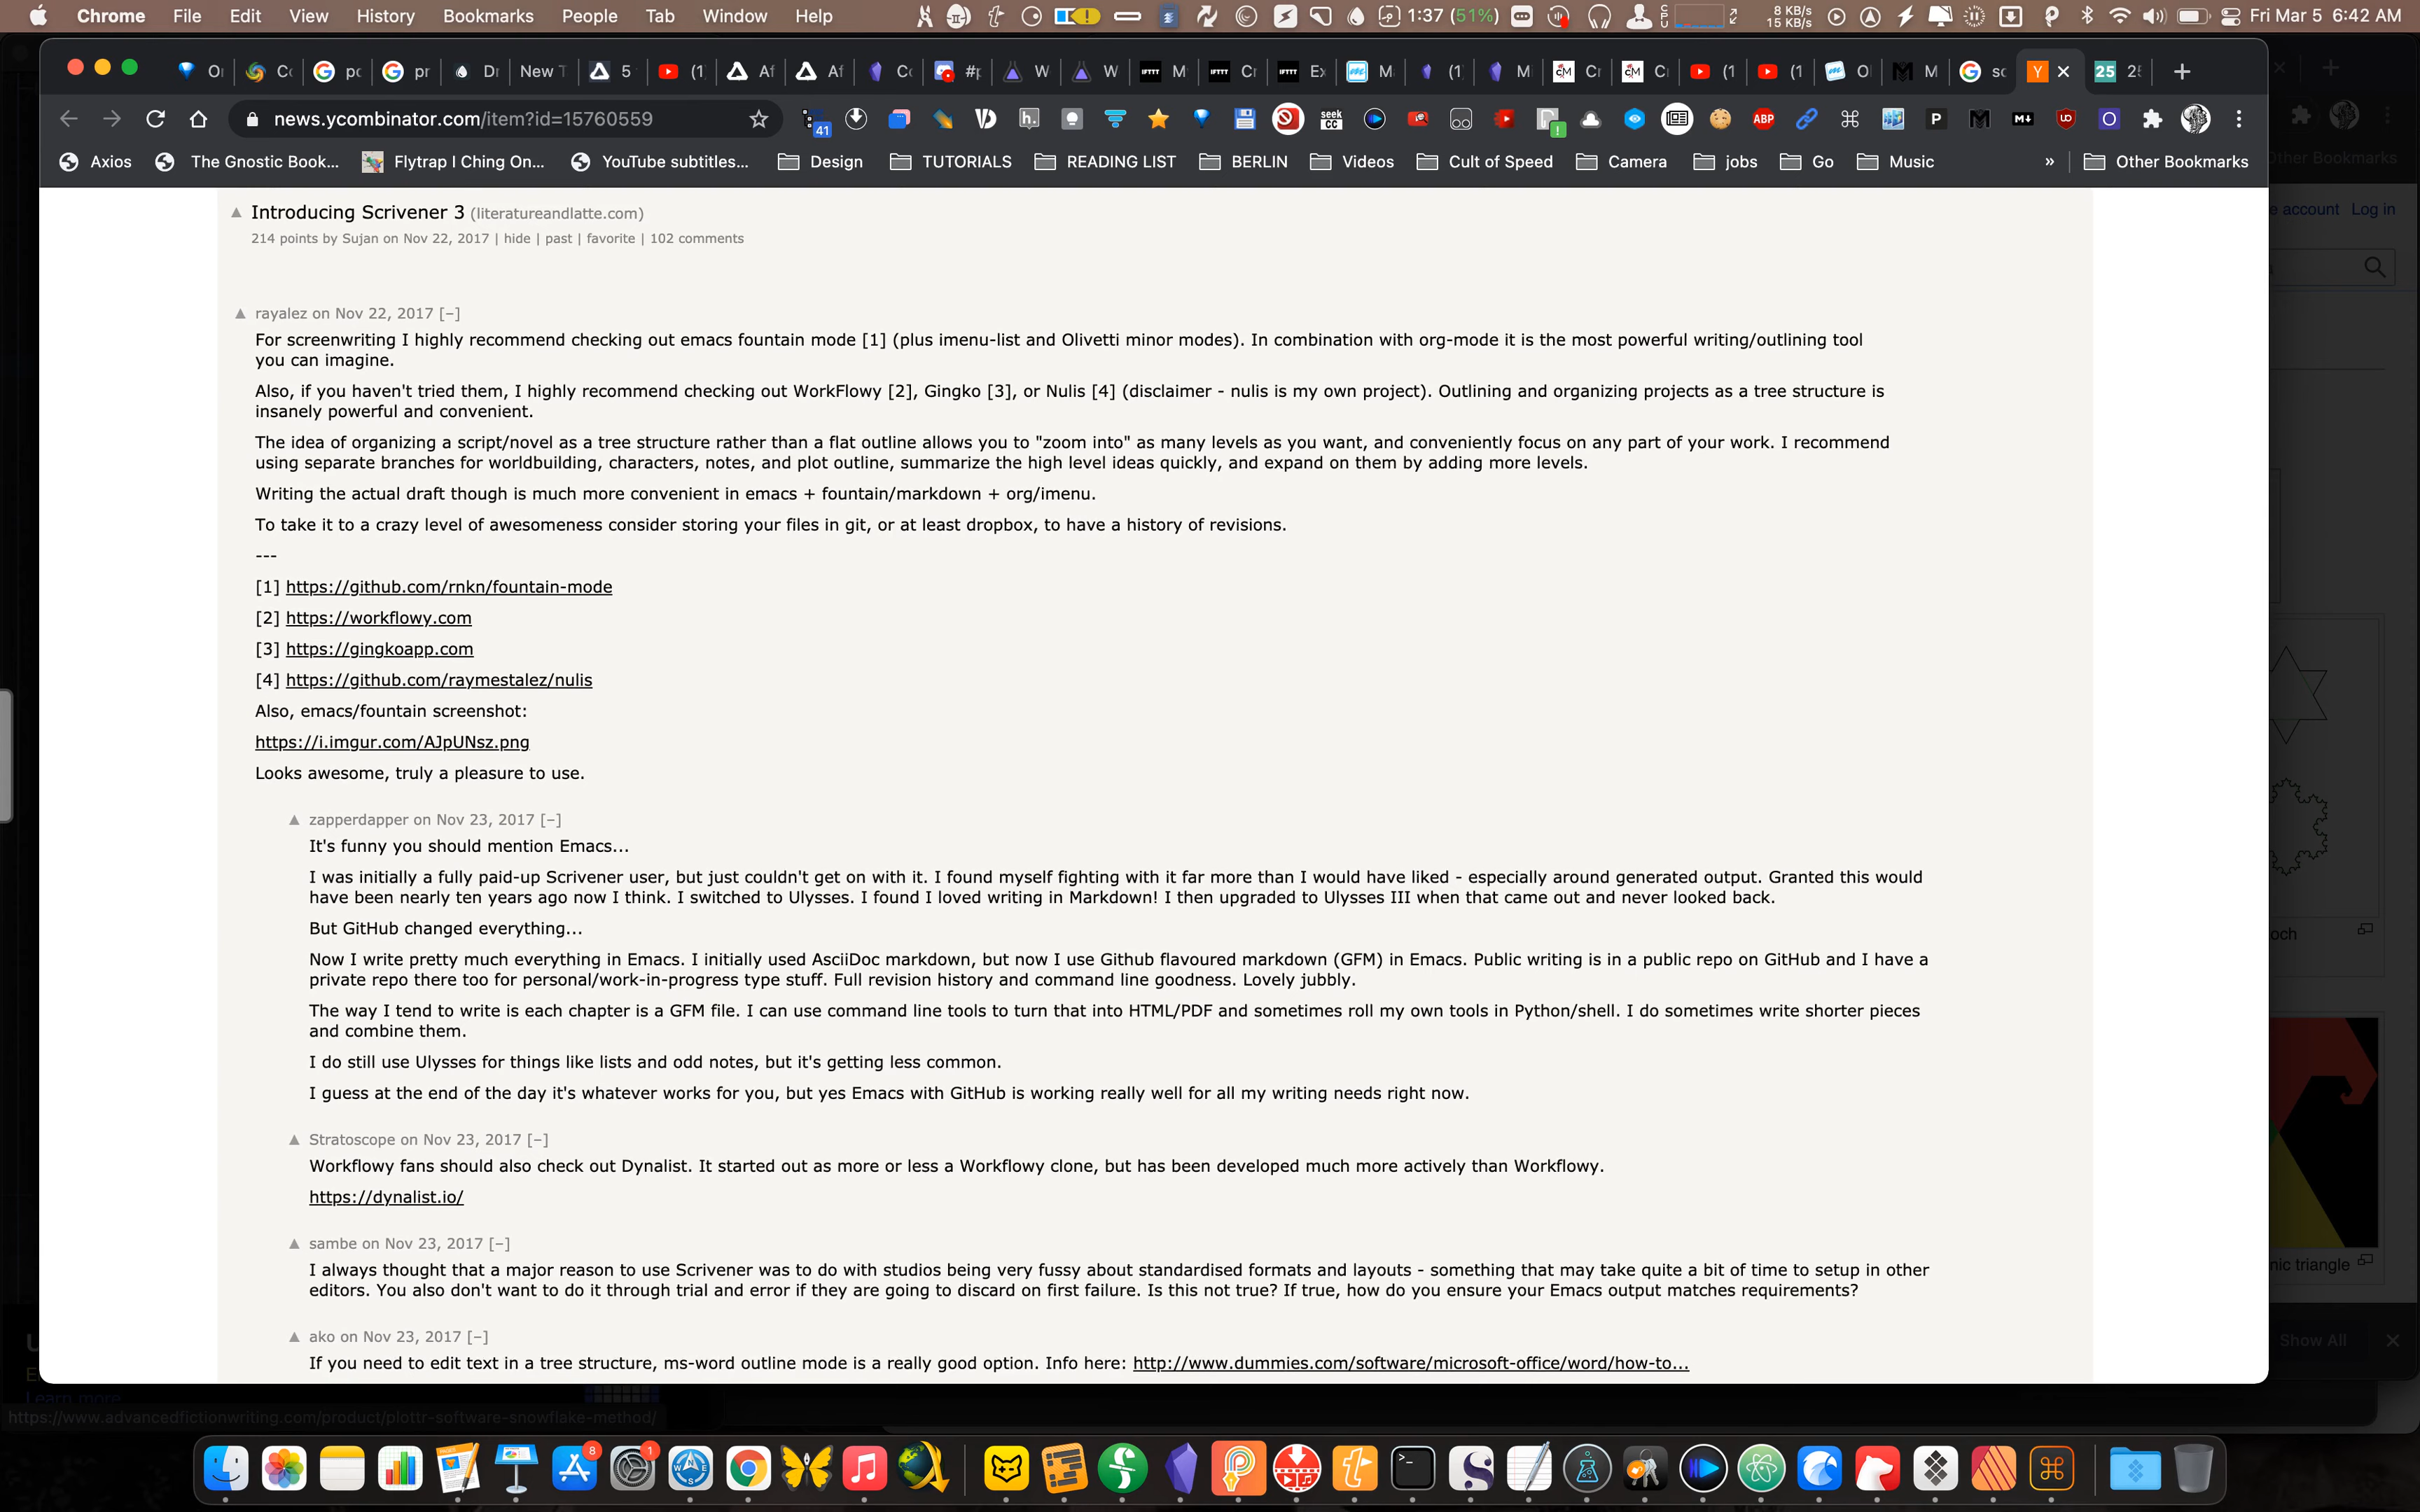 Chrome File Edit View History Bookmarks People Tab Window Help
1:37 (51%)
8 KB/s
15 KB/s
Fri Mar 5 6:42 AM
New T
25
news.ycombinator.com/item?id=15760559
41
seek
CC
ABP
Axios The Gnostic Book... Flytrap I Ching On... YouTube subtitles... Design TUTORIALS READING LIST BERLIN Videos Cult of Speed Camera jobs Go Music » Other Bookmarks
e account Log in
Introducing Scrivener 3 (literatureandlatte.com)
214 points by Sujan on Nov 22, 2017 | hide | past | favorite | 102 comments
rayalez on Nov 22, 2017 [–]
For screenwriting I highly recommend checking out emacs fountain mode [1] (plus imenu-list and Olivetti minor modes). In combination with org-mode it is the most powerful writing/outlining tool
you can imagine.
Also, if you haven't tried them, I highly recommend checking out WorkFlowy [2], Gingko [3], or Nulis [4] (disclaimer - nulis is my own project). Outlining and organizing projects as a tree structure is
insanely powerful and convenient.
The idea of organizing a script/novel as a tree structure rather than a flat outline allows you to "zoom into" as many levels as you want, and conveniently focus on any part of your work. I recommend
using separate branches for worldbuilding, characters, notes, and plot outline, summarize the high level ideas quickly, and expand on them by adding more levels.
Writing the actual draft though is much more convenient in emacs + fountain/markdown + org/imenu.
To take it to a crazy level of awesomeness consider storing your files in git, or at least dropbox, to have a history of revisions.
---
[1] https://github.com/rnkn/fountain-mode
[2] https://workflowy.com
[3] https://gingkoapp.com
[4] https://github.com/raymestalez/nulis
Also, emacs/fountain screenshot:
https://i.imgur.com/AJpUNsz.png
Looks awesome, truly a pleasure to use.
zapperdapper on Nov 23, 2017 [–]
It's funny you should mention Emacs...
I was initially a fully paid-up Scrivener user, but just couldn't get on with it. I found myself fighting with it far more than I would have liked - especially around generated output. Granted this would
have been nearly ten years ago now I think. I switched to Ulysses. I found I loved writing in Markdown! I then upgraded to Ulysses III when that came out and never looked back.
But GitHub changed everything...
Now I write pretty much everything in Emacs. I initially used AsciiDoc markdown, but now I use Github flavoured markdown (GFM) in Emacs. Public writing is in a public repo on GitHub and I have a
private repo there too for personal/work-in-progress type stuff. Full revision history and command line goodness. Lovely jubbly.
The way I tend to write is each chapter is a GFM file. I can use command line tools to turn that into HTML/PDF and sometimes roll my own tools in Python/shell. I do sometimes write shorter pieces
and combine them.
I do still use Ulysses for things like lists and odd notes, but it's getting less common.
I guess at the end of the day it's whatever works for you, but yes Emacs with GitHub is working really well for all my writing needs right now.
Stratoscope on Nov 23, 2017 [–]
Workflowy fans should also check out Dynalist. It started out as more or less a Workflowy clone, but has been developed much more actively than Workflowy.
https://dynalist.io/
sambe on Nov 23, 2017 [–]
I always thought that a major reason to use Scrivener was to do with studios being very fussy about standardised formats and layouts - something that may take quite a bit of time to setup in other
editors. You also don't want to do it through trial and error if they are going to discard on first failure. Is this not true? If true, how do you ensure your Emacs output matches requirements?
ako on Nov 23, 2017 [–]
If you need to edit text in a tree structure, ms-word outline mode is a really good option. Info here: http://www.dummies.com/software/microsoft-office/word/how-to...
och
nic triangle
Show All
Learn more
https://www.advancedfictionwriting.com/product/plottr-software-snowflake-method/
8
1